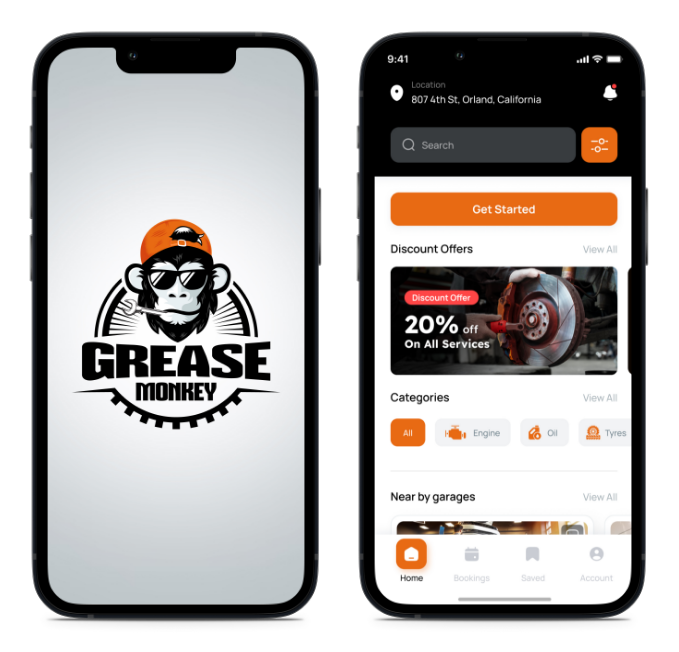 GREASE
MONKEY
9:41
Location
807 4th St, Orland, California
Search
Get Started
Discount Offers
View All
Discount Offer
20% off
On All Services
Categories
View All
All
Engine
Oil
Tyres
Near by garages
View All
Home
Bookings
Saved
Account